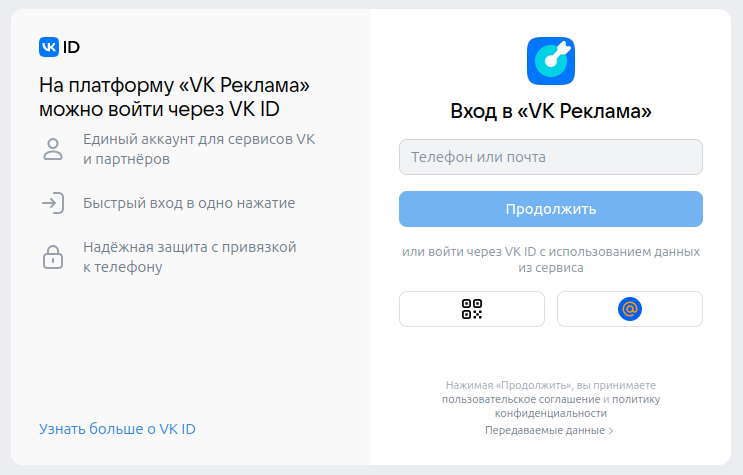 VK ID
На платформу «VK Реклама»
можно войти через VK ID
Единый аккаунт для сервисов VK
и партнёров
Быстрый вход в одно нажатие
Надёжная защита с привязкой
к телефону
Узнать больше о VK ID
Вход в «VK Реклама»
Телефон или почта
Продолжить
или войти через VK ID с использованием данных
из сервиса
@
Нажимая «Продолжить», вы принимаете
пользовательское соглашение и политику
конфиденциальности
Передаваемые данные >